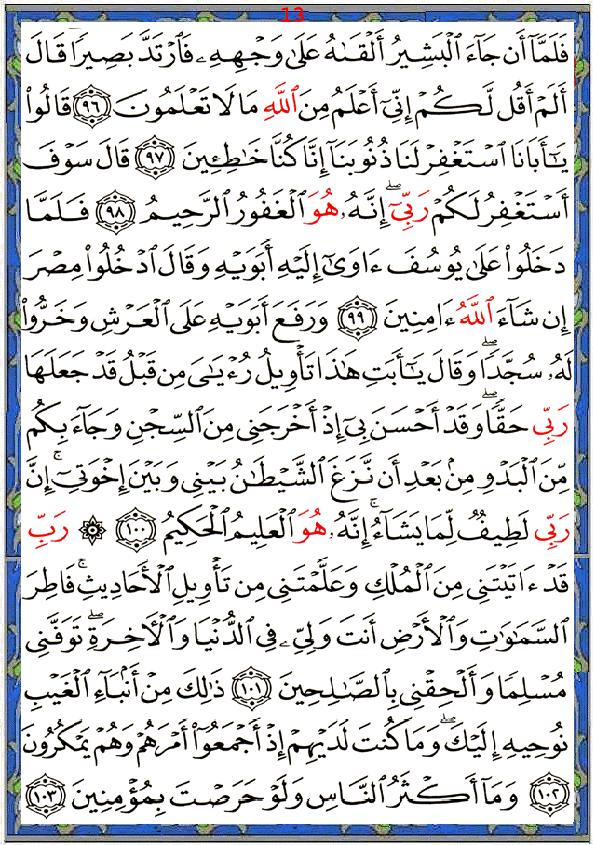 13
فَلَمَّآ أَن جَآءَ ٱلْبَشِيرُ أَلْقَىٰهُ عَلَىٰ وَجْهِهِۦ فَٱرْتَدَّ بَصِيرًا قَالَ
أَلَمْ أَقُل لَّكُمْ إِنِّىٓ أَعْلَمُ مِنَ ٱللَّهِ مَا لَا تَعْلَمُونَ ٩٦ قَالُوا۟
يَـٰٓأَبَانَا ٱسْتَغْفِرْ لَنَا ذُنُوبَنَآ إِنَّا كُنَّا خَـٰطِـِٔينَ ٩٧ قَالَ سَوْفَ
أَسْتَغْفِرُ لَكُمْ رَبِّىٓ ۖ إِنَّهُۥ هُوَ ٱلْغَفُورُ ٱلرَّحِيمُ ٩٨ فَلَمَّا
دَخَلُوا۟ عَلَىٰ يُوسُفَ ءَاوَىٰٓ إِلَيْهِ أَبَوَيْهِ وَقَالَ ٱدْخُلُوا۟ مِصْرَ
إِن شَآءَ ٱللَّهُ ءَامِنِينَ ٩٩ وَرَفَعَ أَبَوَيْهِ عَلَى ٱلْعَرْشِ وَخَرُّوا۟
لَهُۥ سُجَّدًا ۖ وَقَالَ يَـٰٓأَبَتِ هَـٰذَا تَأْوِيلُ رُءْيَـٰىَ مِن قَبْلُ قَدْ جَعَلَهَا
رَبِّى حَقًّا ۖ وَقَدْ أَحْسَنَ بِىٓ إِذْ أَخْرَجَنِى مِنَ ٱلسِّجْنِ وَجَآءَ بِكُم
مِّنَ ٱلْبَدْوِ مِنۢ بَعْدِ أَن نَّزَغَ ٱلشَّيْطَـٰنُ بَيْنِى وَبَيْنَ إِخْوَتِىٓ ۚ إِنَّ
رَبِّى لَطِيفٌ لِّمَا يَشَآءُ ۚ إِنَّهُۥ هُوَ ٱلْعَلِيمُ ٱلْحَكِيمُ ١٠٠ ۞ رَبِّ
قَدْ ءَاتَيْتَنِى مِنَ ٱلْمُلْكِ وَعَلَّمْتَنِى مِن تَأْوِيلِ ٱلْأَحَادِيثِ ۚ فَاطِرَ
ٱلسَّمَـٰوَٰتِ وَٱلْأَرْضِ أَنتَ وَلِىِّۦ فِى ٱلدُّنْيَا وَٱلْـَٔاخِرَةِ ۖ تَوَفَّنِى
مُسْلِمًا وَأَلْحِقْنِى بِٱلصَّـٰلِحِينَ ١٠١ ذَٰلِكَ مِنْ أَنۢبَآءِ ٱلْغَيْبِ
نُوحِيهِ إِلَيْكَ ۖ وَمَا كُنتَ لَدَيْهِمْ إِذْ أَجْمَعُوٓا۟ أَمْرَهُمْ وَهُمْ يَمْكُرُونَ
١٠٢ وَمَآ أَكْثَرُ ٱلنَّاسِ وَلَوْ حَرَصْتَ بِمُؤْمِنِينَ ١٠٣